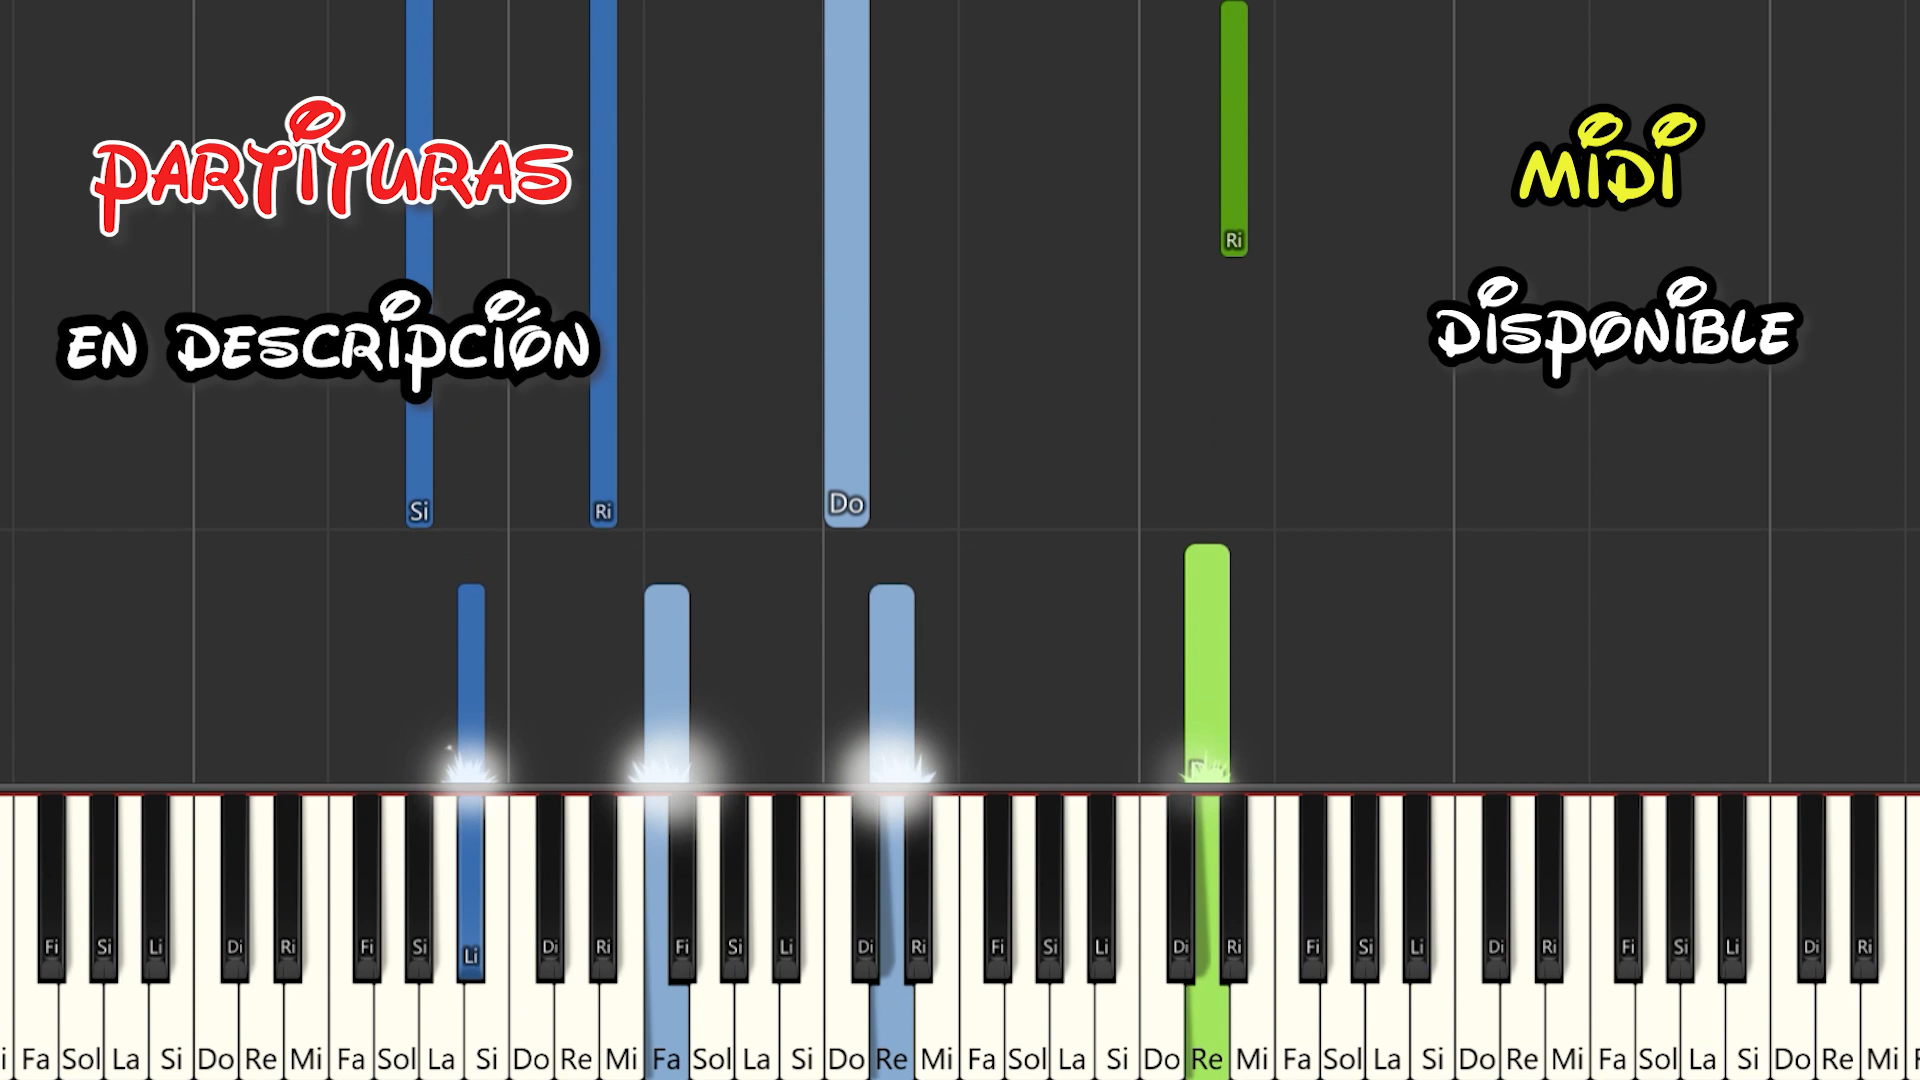 PARTITURAS
EN DESCRIPCIÓN
MIDI
DISPONIBLE
Ri
Si Ri Do
Fi Si Li Di Ri Fi Si Li Di Ri Fi Si Li Di Ri Fi Si Li Di Ri Fi Si Li Di Ri Fi Si Li Di Ri
Fa Sol La Si Do Re Mi Fa Sol La Si Do Re Mi Fa Sol La Si Do Re Mi Fa Sol La Si Do Re Mi Fa Sol La Si Do Re Mi Fa Sol La Si Do Re Mi